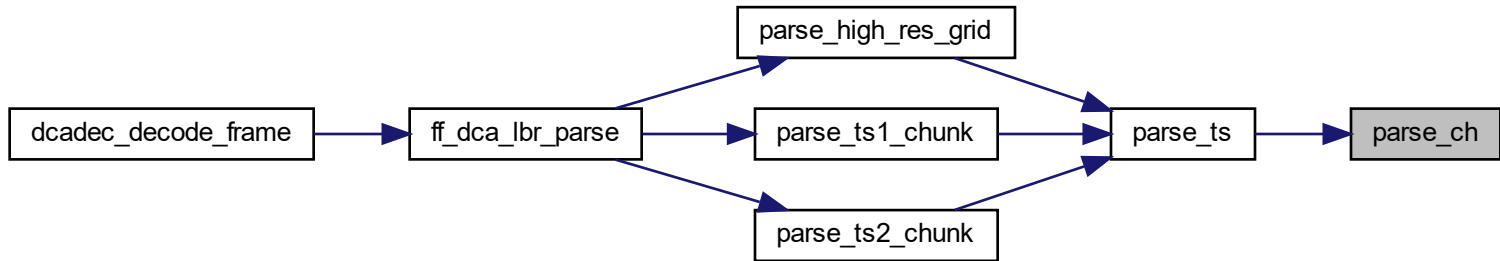 dcadec_decode_frame
ff_dca_lbr_parse
parse_high_res_grid
parse_ts1_chunk
parse_ts2_chunk
parse_ts
parse_ch